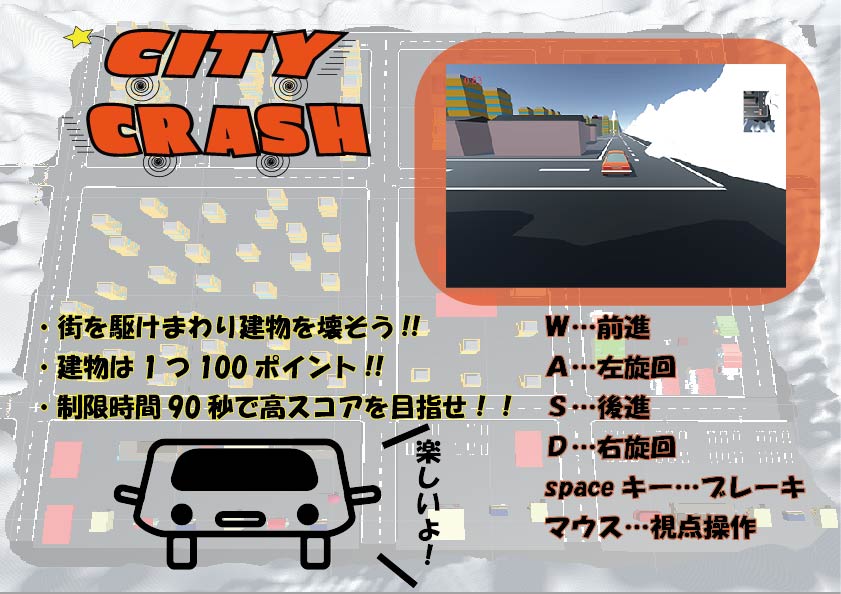 CITY
CRASH
・街を駆けまわり建物を壊そう!!
・建物は1つ100ポイント!!
・制限時間90秒で高スコアを目指せ！！
楽しいよ！
W…前進
A…左旋回
S…後進
D…右旋回
spaceキー…ブレーキ
マウス…視点操作